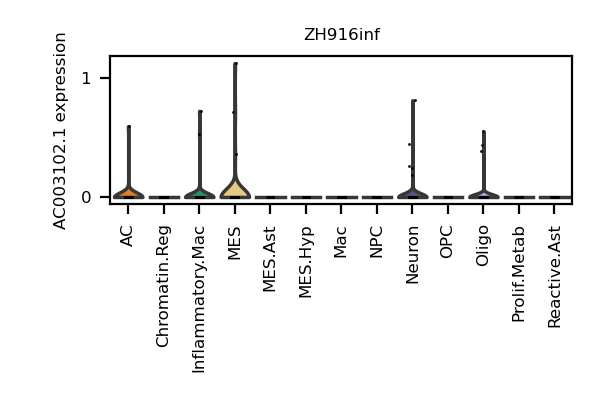 ZH916inf
AC003102.1 expression
1
0
AC
Chromatin.Reg
Inflammatory.Mac
MES
MES.Ast
MES.Hyp
Mac
NPC
Neuron
OPC
Oligo
Prolif.Metab
Reactive.Ast